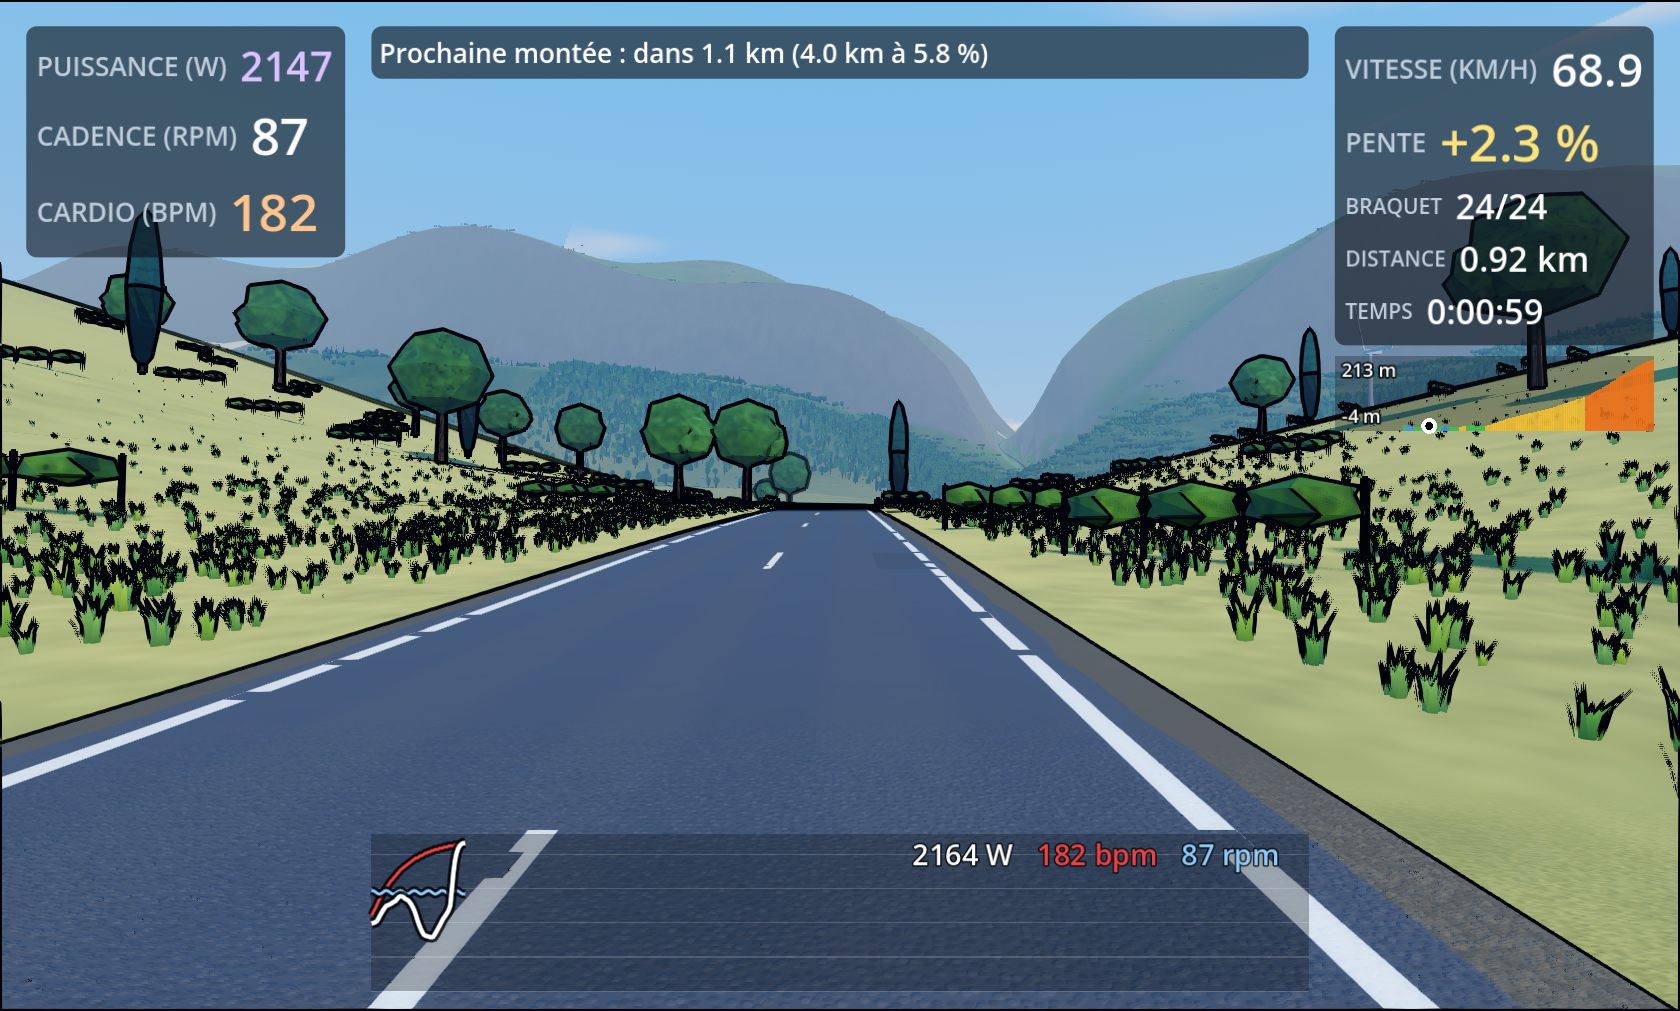 PUISSANCE (W) 2147
CADENCE (RPM) 87
CARDIO (BPM) 182
Prochaine montée : dans 1.1 km (4.0 km à 5.8 %)
VITESSE (KM/H) 68.9
PENTE +2.3 %
BRAQUET 24/24
DISTANCE 0.92 km
TEMPS 0:00:59
213 m
-4 m
2164 W 182 bpm 87 rpm